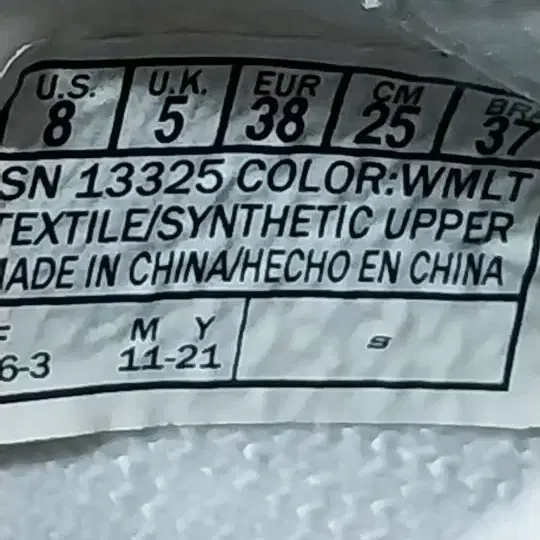 U.S. U.K. EUR CM BRA
8 5 38 25 37
SN 13325 COLOR:WMLT
TEXTILE/SYNTHETIC UPPER
MADE IN CHINA/HECHO EN CHINA
M Y
6-3 11-21